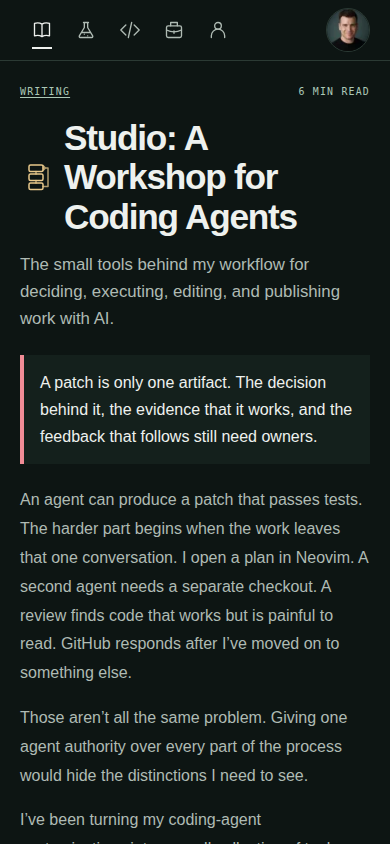 WRITING
6 MIN READ
Studio: A
Workshop for
Coding Agents
The small tools behind my workflow for
deciding, executing, editing, and publishing
work with AI.
A patch is only one artifact. The decision
behind it, the evidence that it works, and the
feedback that follows still need owners.
An agent can produce a patch that passes tests.
The harder part begins when the work leaves
that one conversation. I open a plan in Neovim. A
second agent needs a separate checkout. A
review finds code that works but is painful to
read. GitHub responds after I’ve moved on to
something else.
Those aren’t all the same problem. Giving one
agent authority over every part of the process
would hide the distinctions I need to see.
I’ve been turning my coding-agent